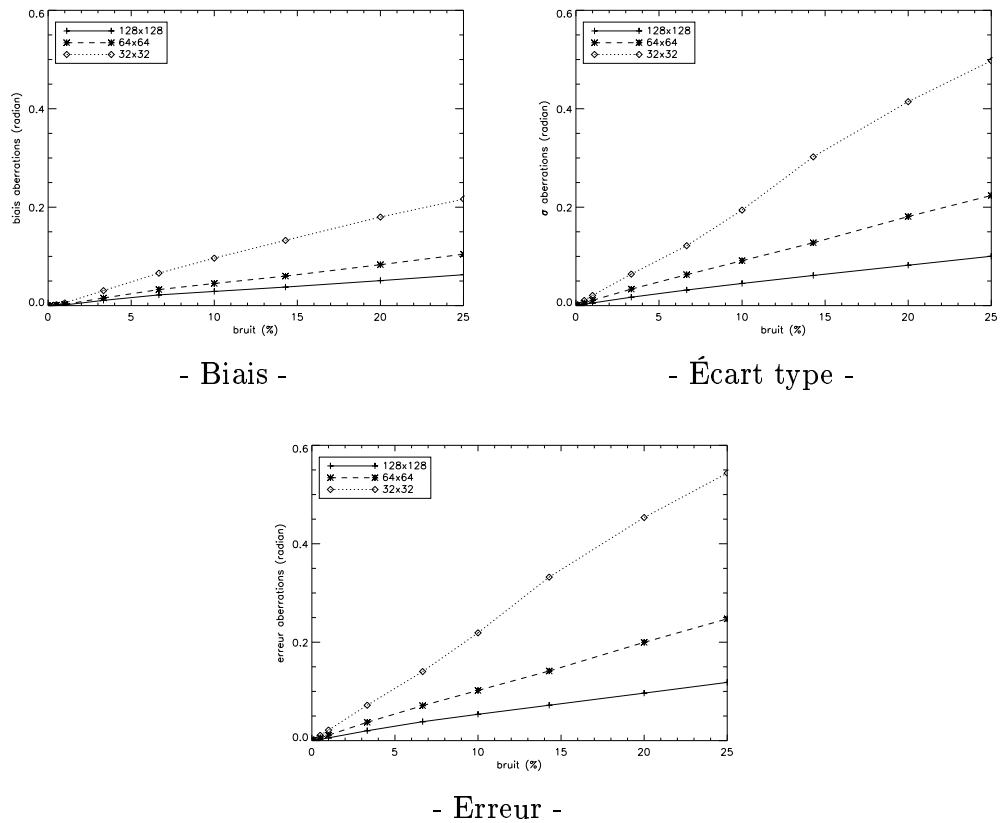 0.6
0.4
0.2
0.0
biais aberrations (radian)
128x128
64x64
32x32
0 5 10 15 20 25
bruit (%)
- Biais -
0.6
0.4
0.2
0.0
σ aberrations (radian)
128x128
64x64
32x32
0 5 10 15 20 25
bruit (%)
- Écart type -
0.6
0.4
0.2
0.0
erreur aberrations (radian)
128x128
64x64
32x32
0 5 10 15 20 25
bruit (%)
- Erreur -